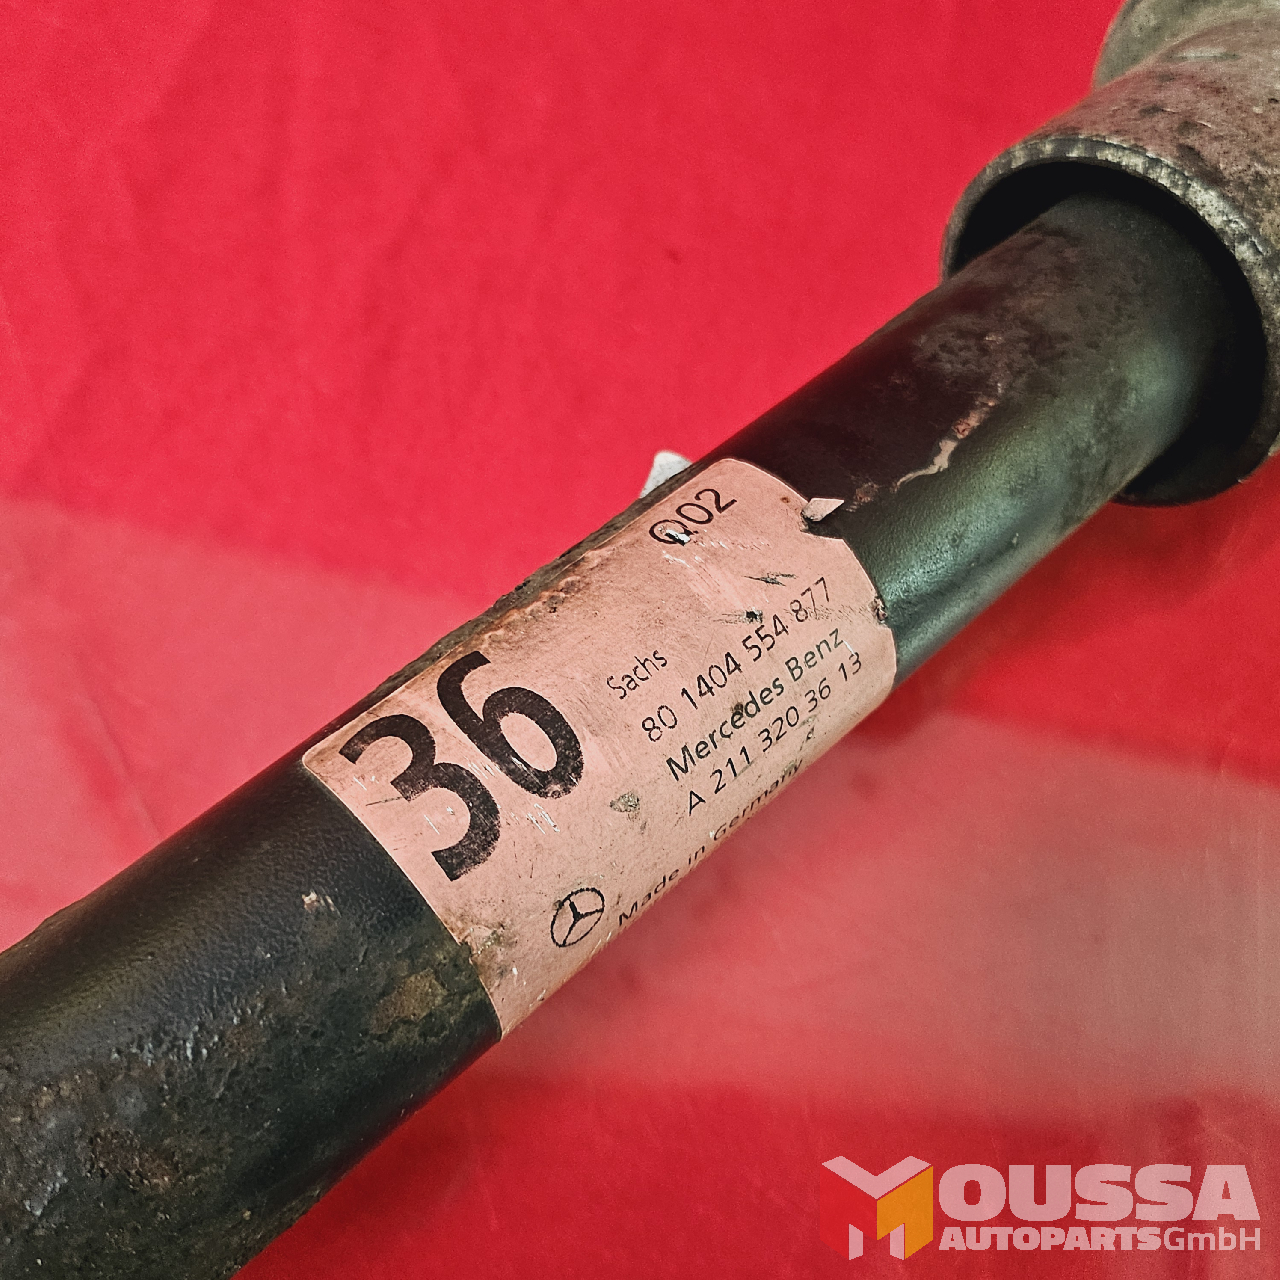 Q02
36
Sachs
80 1404 554 877
Mercedes Benz
A 211 320 36 13
Made in Germany
MOUSSA
AUTOPARTS GmbH